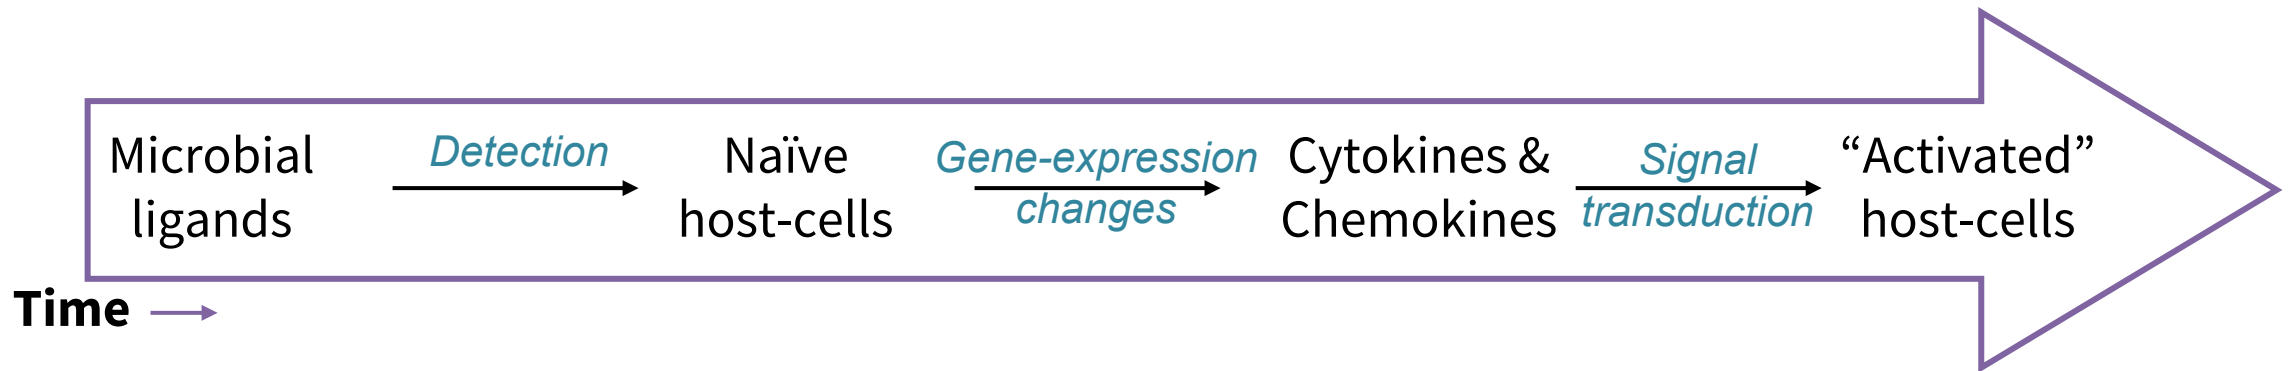 Microbial
ligands
Detection
Naïve
host-cells
Gene-expression
changes
Cytokines &
Chemokines
Signal
transduction
“Activated”
host-cells
Time